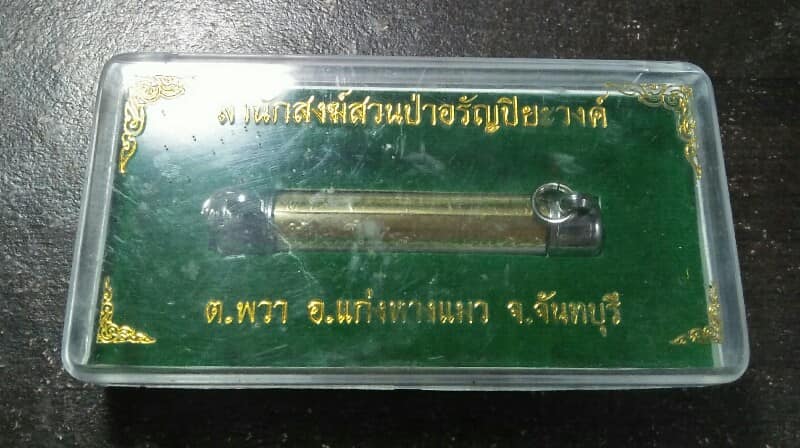 สำนักสงฆ์สวนป่าอรัญปิยะวงค์
ต.พวา อ.แก่งหางแมว จ.จันทบุรี